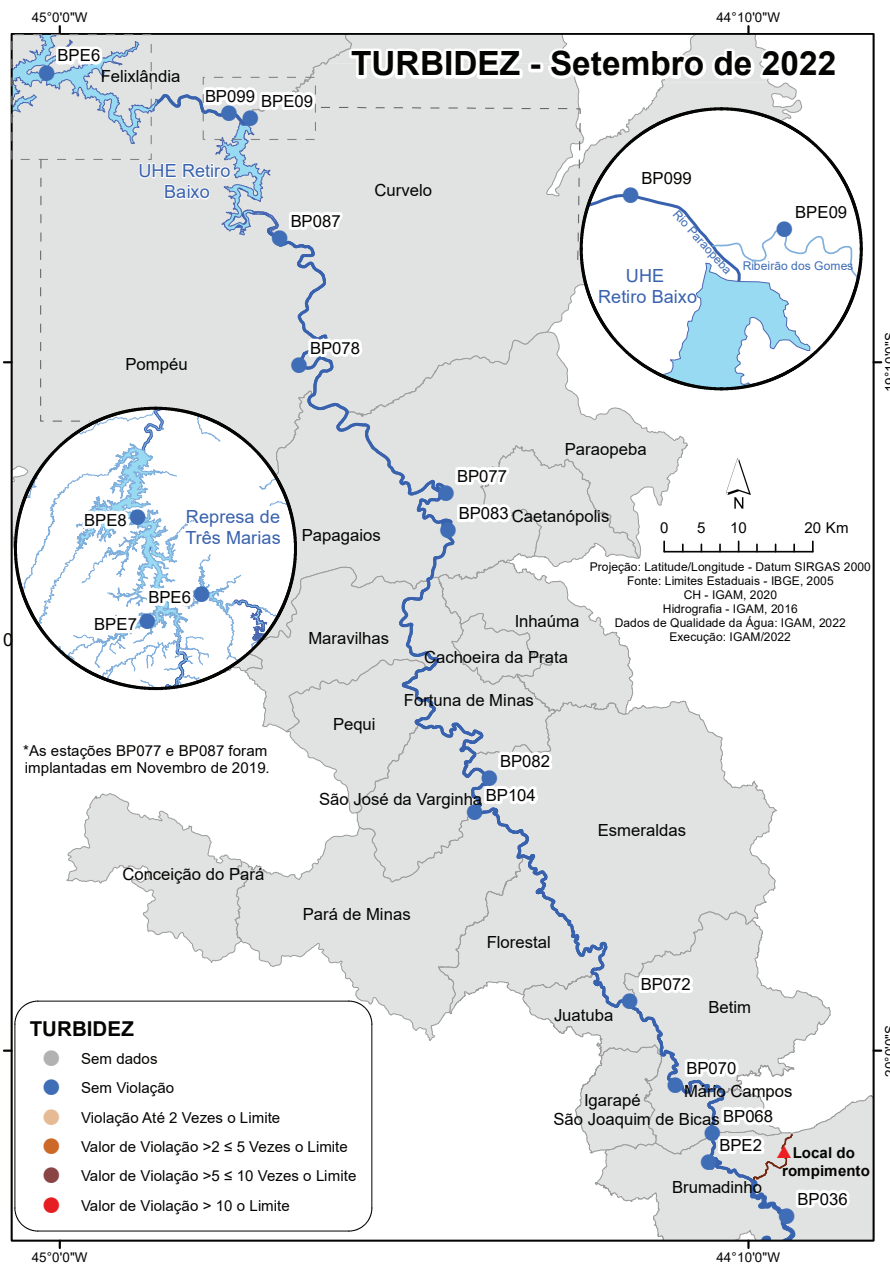 45°0'0"W
44°10'0"W
TURBIDEZ - Setembro de 2022
BPE6
Felixlândia
BP099
BPE09
UHE Retiro
Baixo
Curvelo
BP087
BP099
BPE09
Rio Paraopeba
Ribeirão dos Gomes
UHE
Retiro Baixo
BP078
Pompéu
19°10'0"S
Paraopeba
BP077
BP083
Caetanópolis
Papagaios
N
0 5 10 20 Km
BPE8
Represa de
Três Marias
BPE6
BPE7
Projeção: Latitude/Longitude - Datum SIRGAS 2000
Fonte: Limites Estaduais - IBGE, 2005
CH - IGAM, 2020
Hidrografia - IGAM, 2016
Dados de Qualidade da Água: IGAM, 2022
Execução: IGAM/2022
Inhaúma
Maravilhas
Cachoeira da Prata
Fortuna de Minas
Pequi
*As estações BP077 e BP087 foram
implantadas em Novembro de 2019.
BP082
São José da Varginha
BP104
Esmeraldas
Conceição do Pará
Pará de Minas
Florestal
BP072
Betim
Juatuba
20°0'0"S
BP070
Mário Campos
Igarapé
São Joaquim de Bicas
BP068
BPE2
Local do
rompimento
Brumadinho
BP036
TURBIDEZ
Sem dados
Sem Violação
Violação Até 2 Vezes o Limite
Valor de Violação >2 ≤ 5 Vezes o Limite
Valor de Violação >5 ≤ 10 Vezes o Limite
Valor de Violação > 10 o Limite
45°0'0"W
44°10'0"W